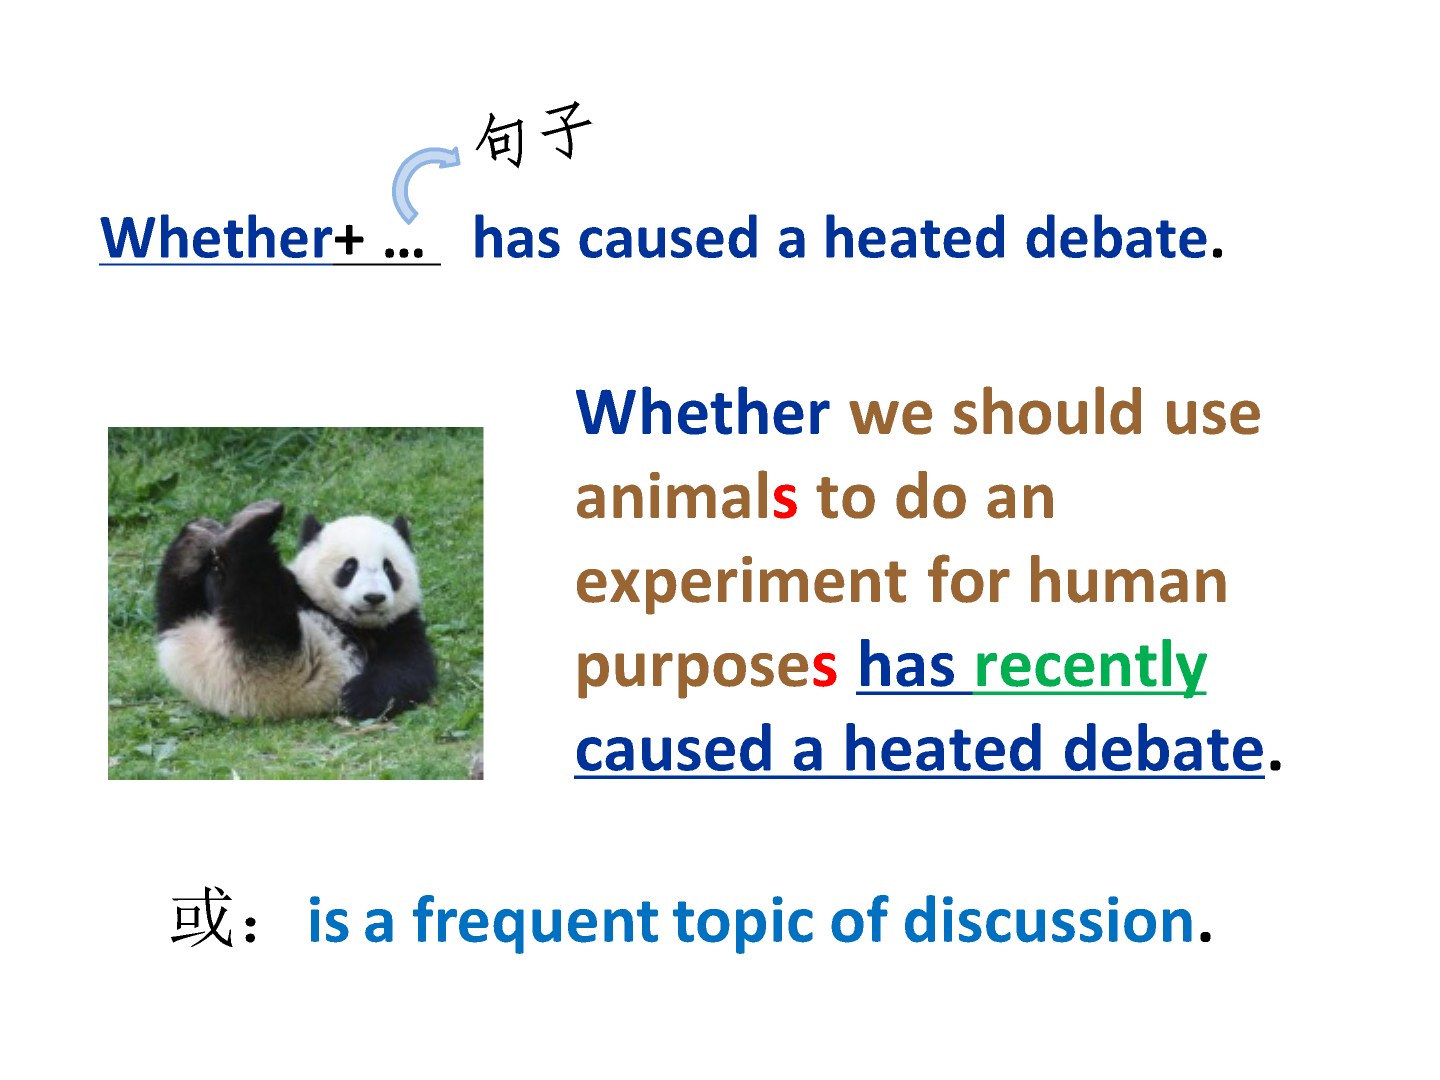 句子
Whether+ … has caused a heated debate.
Whether we should use
animals to do an
experiment for human
purposes has recently
caused a heated debate.
或： is a frequent topic of discussion.